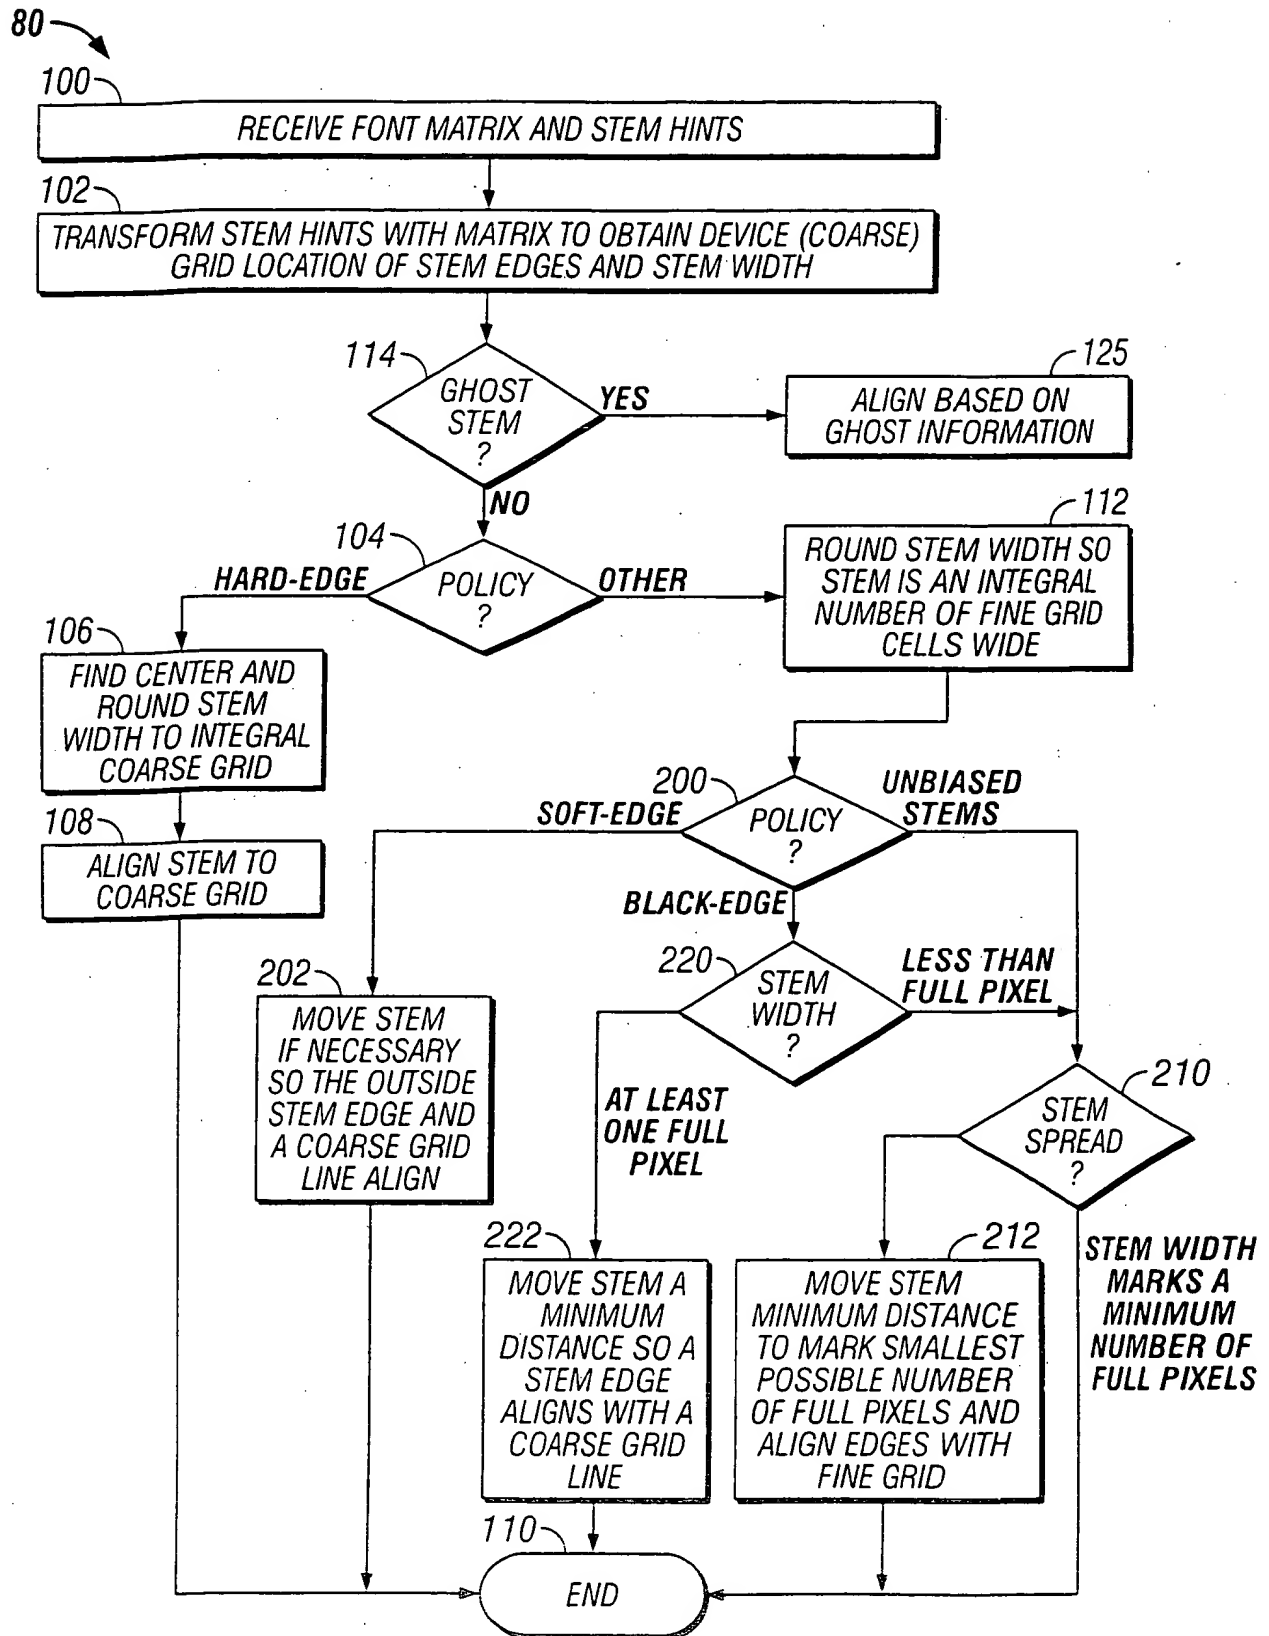 80
100
RECEIVE FONT MATRIX AND STEM HINTS
102
TRANSFORM STEM HINTS WITH MATRIX TO OBTAIN DEVICE (COARSE)
GRID LOCATION OF STEM EDGES AND STEM WIDTH
114
GHOST
STEM
?
YES
125
ALIGN BASED ON
GHOST INFORMATION
NO
104
POLICY
?
HARD-EDGE
OTHER
112
ROUND STEM WIDTH SO
STEM IS AN INTEGRAL
NUMBER OF FINE GRID
CELLS WIDE
106
FIND CENTER AND
ROUND STEM
WIDTH TO INTEGRAL
COARSE GRID
108
ALIGN STEM TO
COARSE GRID
200
POLICY
?
SOFT-EDGE
UNBIASED
STEMS
BLACK-EDGE
220
STEM
WIDTH
?
LESS THAN
FULL PIXEL
202
MOVE STEM
IF NECESSARY
SO THE OUTSIDE
STEM EDGE AND
A COARSE GRID
LINE ALIGN
AT LEAST
ONE FULL
PIXEL
210
STEM
SPREAD
?
222
MOVE STEM A
MINIMUM
DISTANCE SO A
STEM EDGE
ALIGNS WITH A
COARSE GRID
LINE
212
MOVE STEM
MINIMUM DISTANCE
TO MARK SMALLEST
POSSIBLE NUMBER
OF FULL PIXELS AND
ALIGN EDGES WITH
FINE GRID
STEM WIDTH
MARKS A
MINIMUM
NUMBER OF
FULL PIXELS
110
END